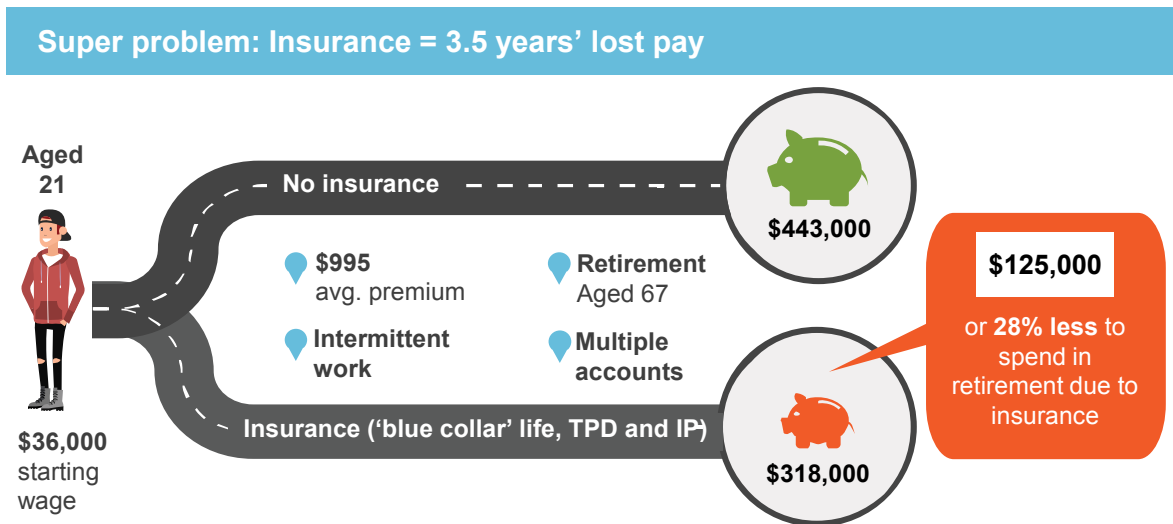 Super problem: Insurance = 3.5 years’ lost pay
Aged
21
No insurance
$443,000
$995
avg. premium
Retirement
Aged 67
Intermittent
work
Multiple
accounts
$125,000
or 28% less to
spend in
retirement due to
insurance
Insurance (‘blue collar’ life, TPD and IP)
$318,000
$36,000
starting
wage